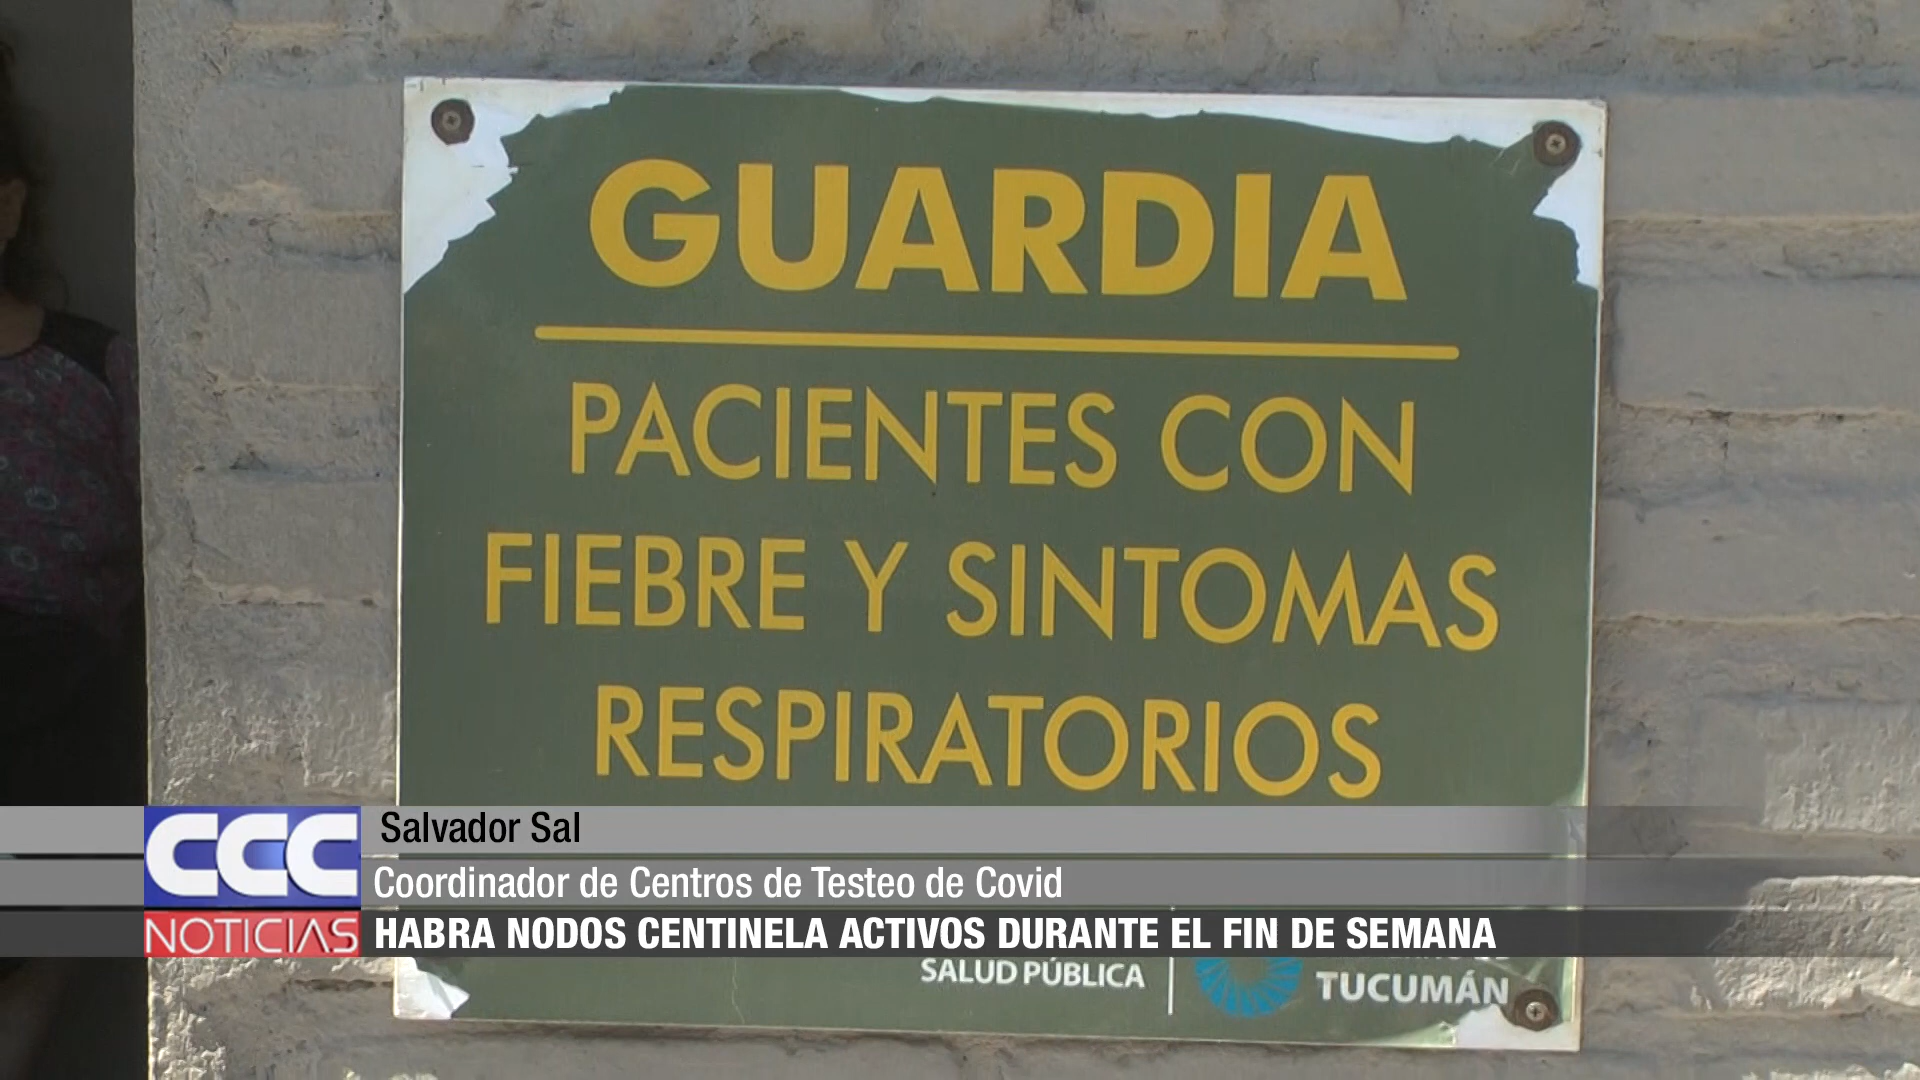 GUARDIA
PACIENTES CON
FIEBRE Y SINTOMAS
RESPIRATORIOS
CCC
NOTICIAS
Salvador Sal
Coordinador de Centros de Testeo de Covid
HABRA NODOS CENTINELA ACTIVOS DURANTE EL FIN DE SEMANA
SALUD PÚBLICA
TUCUMÁN